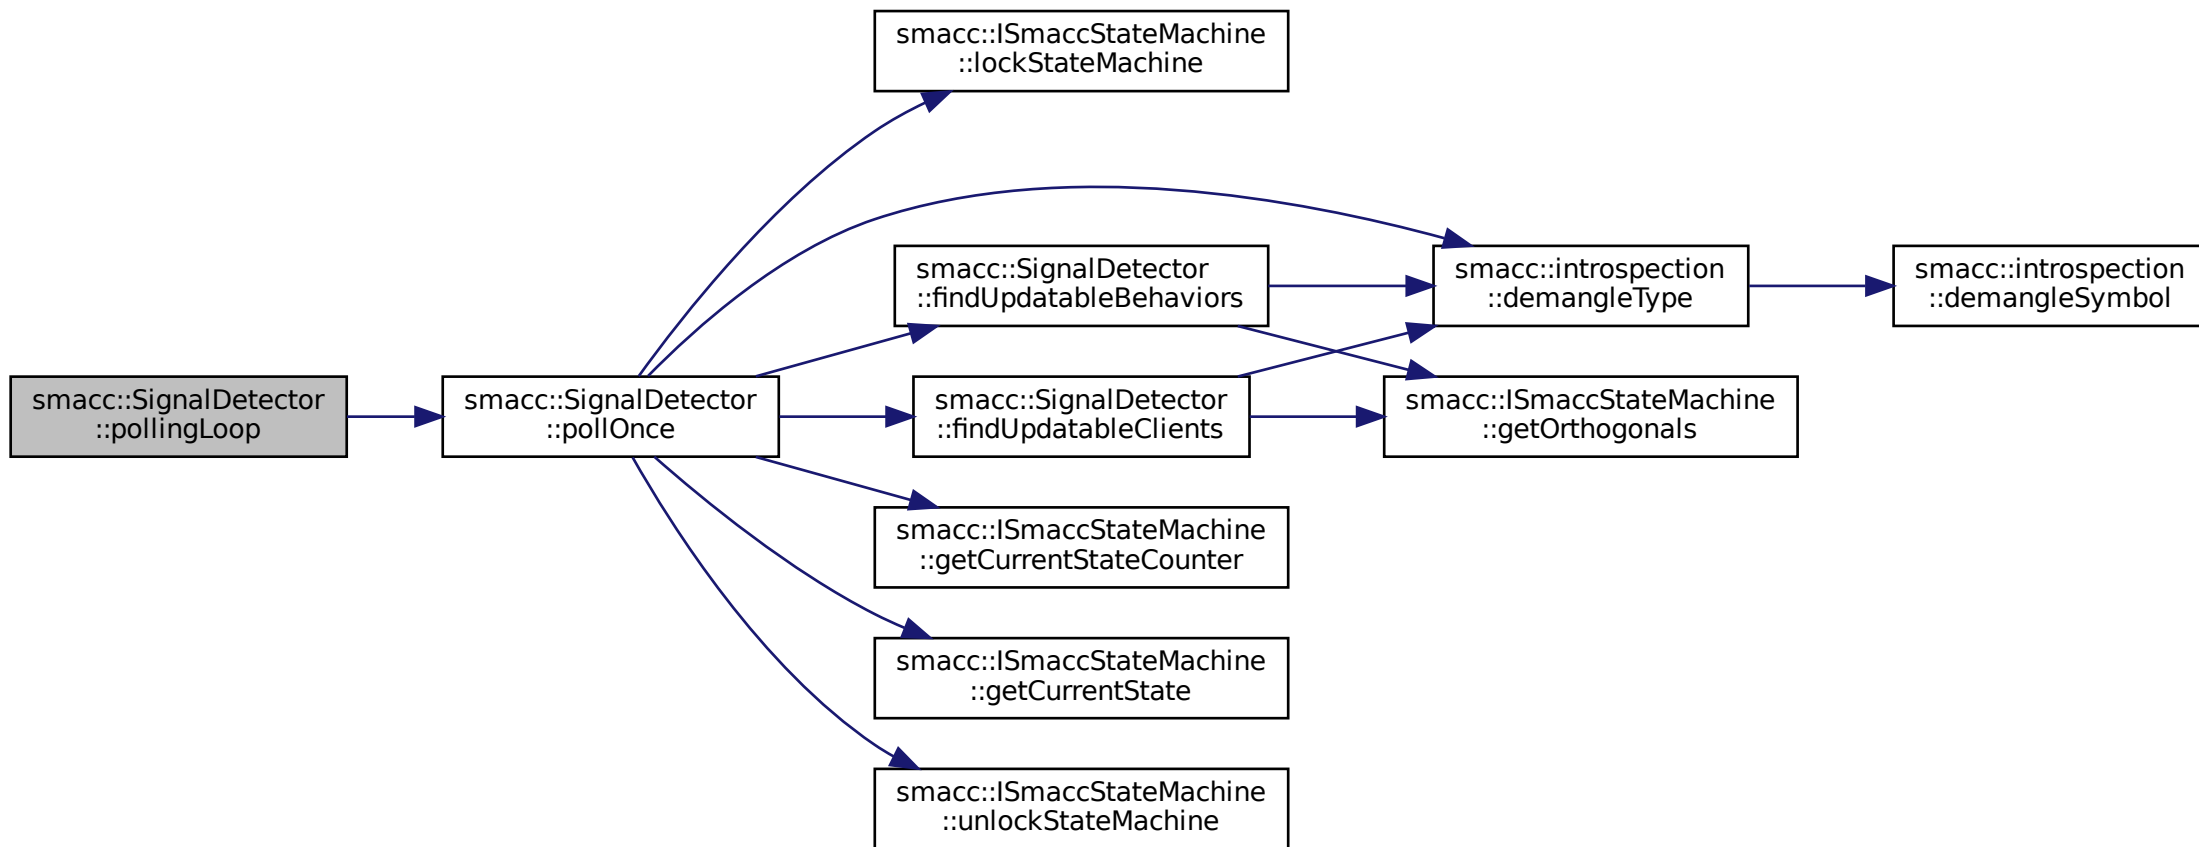 smacc::ISmaccStateMachine
::lockStateMachine
smacc::SignalDetector
::findUpdatableBehaviors
smacc::introspection
::demangleType
smacc::introspection
::demangleSymbol
smacc::SignalDetector
::pollingLoop
smacc::SignalDetector
::pollOnce
smacc::SignalDetector
::findUpdatableClients
smacc::ISmaccStateMachine
::getOrthogonals
smacc::ISmaccStateMachine
::getCurrentStateCounter
smacc::ISmaccStateMachine
::getCurrentState
smacc::ISmaccStateMachine
::unlockStateMachine